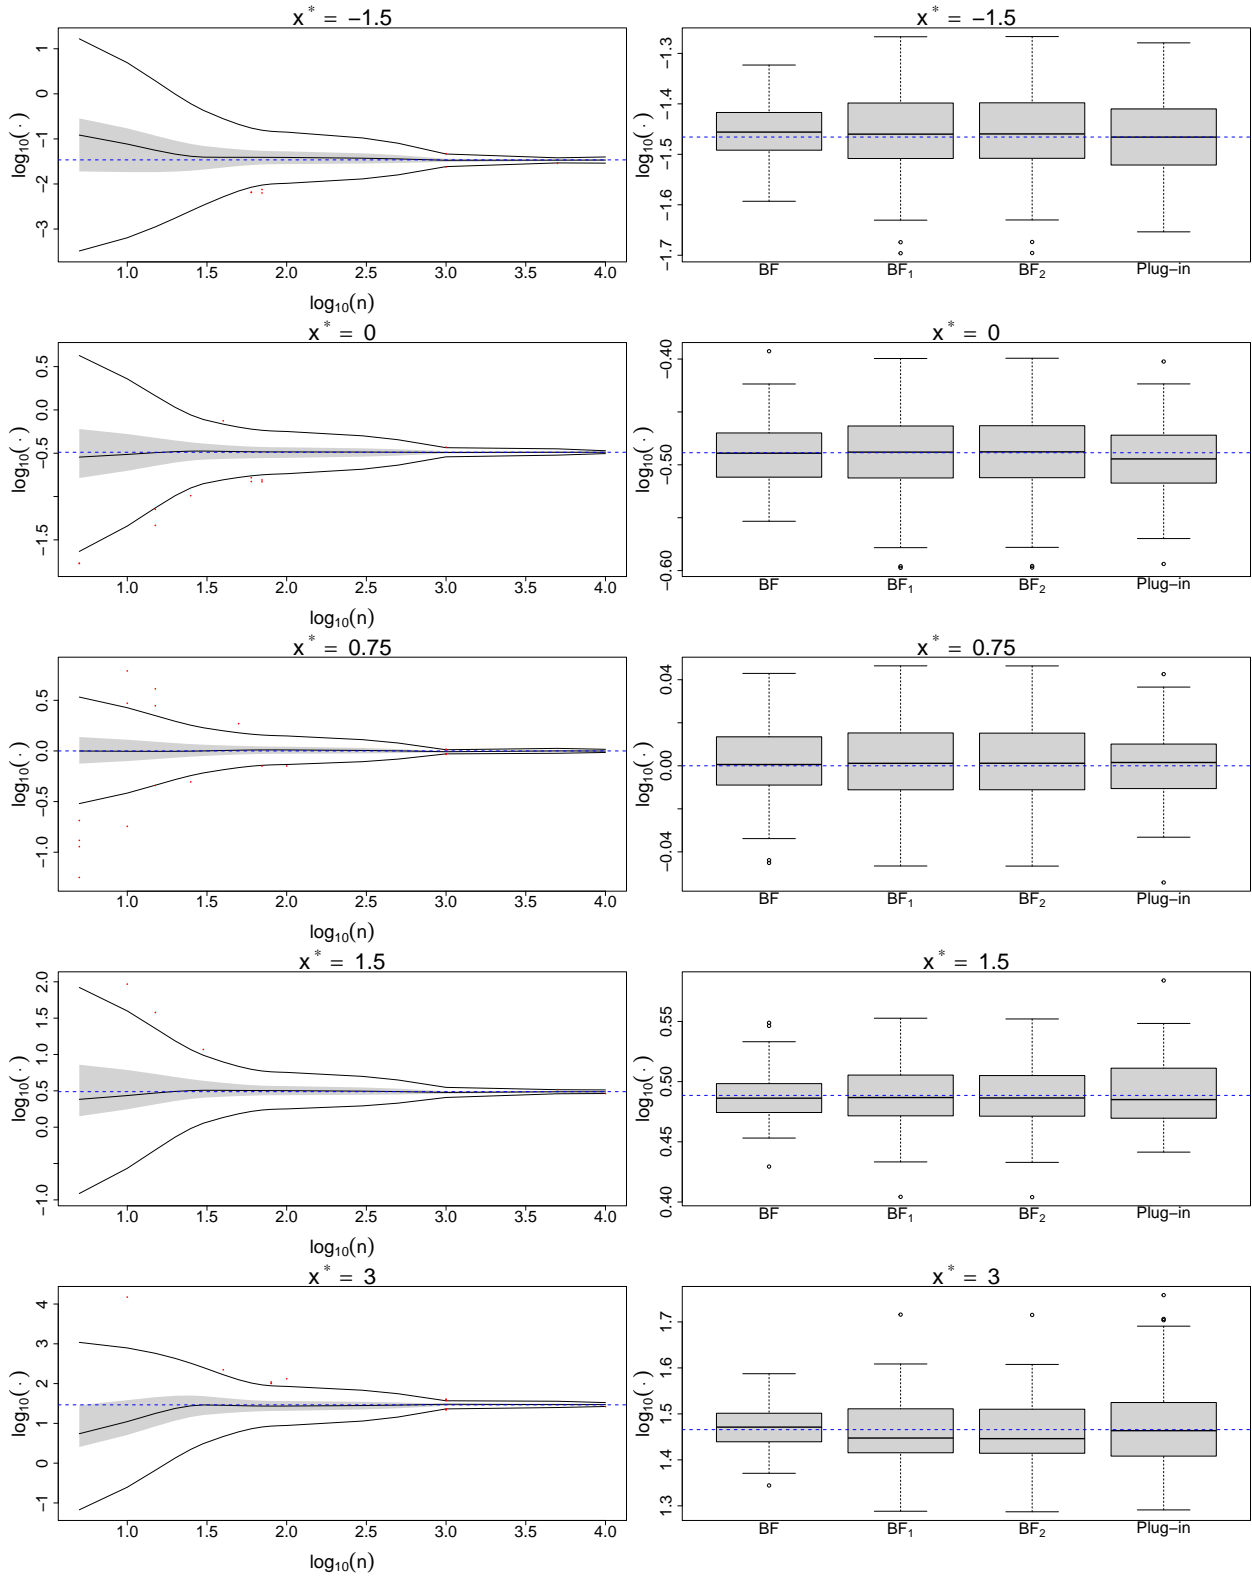 x* = −1.5
log₁₀(·)
1
0
−1
−2
−3
1.0 1.5 2.0 2.5 3.0 3.5 4.0
log₁₀(n)
x* = −1.5
log₁₀(·)
−1.3
−1.4
−1.5
−1.6
−1.7
BF BF₁ BF₂ Plug−in
x* = 0
log₁₀(·)
0.5
0.0
−0.5
−1.5
1.0 1.5 2.0 2.5 3.0 3.5 4.0
log₁₀(n)
x* = 0
log₁₀(·)
−0.40
−0.50
−0.60
BF BF₁ BF₂ Plug−in
x* = 0.75
log₁₀(·)
0.5
0.0
−0.5
−1.0
1.0 1.5 2.0 2.5 3.0 3.5 4.0
log₁₀(n)
x* = 0.75
log₁₀(·)
0.04
0.00
−0.04
BF BF₁ BF₂ Plug−in
x* = 1.5
log₁₀(·)
2.0
1.5
1.0
0.5
0.0
−1.0
1.0 1.5 2.0 2.5 3.0 3.5 4.0
log₁₀(n)
x* = 1.5
log₁₀(·)
0.55
0.50
0.45
0.40
BF BF₁ BF₂ Plug−in
x* = 3
log₁₀(·)
4
3
2
1
0
−1
1.0 1.5 2.0 2.5 3.0 3.5 4.0
log₁₀(n)
x* = 3
log₁₀(·)
1.7
1.6
1.5
1.4
1.3
BF BF₁ BF₂ Plug−in